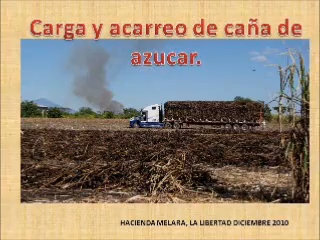 Carga y acarreo de caña de
azucar.
HACIENDA MELARA, LA LIBERTAD DICIEMBRE 2010